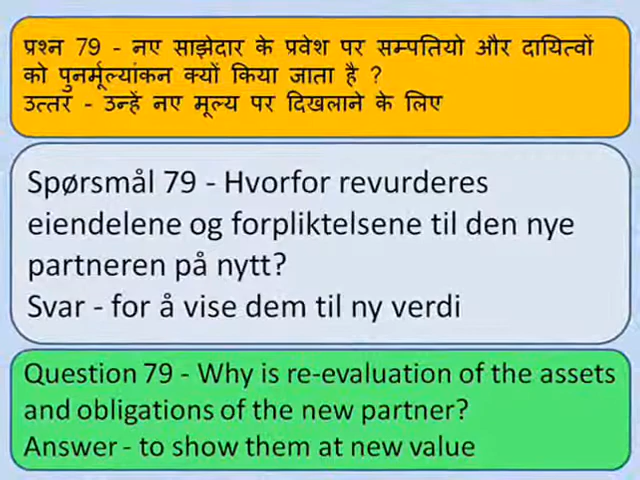 प्रश्न 79 - नए साझेदार के प्रवेश पर सम्पतियो और दायित्वों
को पुनर्मूल्यांकन क्यों किया जाता है ?
उत्तर - उन्हें नए मूल्य पर दिखलाने के लिए
Spørsmål 79 - Hvorfor revurderes
eiendelene og forpliktelsene til den nye
partneren på nytt?
Svar - for å vise dem til ny verdi
Question 79 - Why is re-evaluation of the assets
and obligations of the new partner?
Answer - to show them at new value